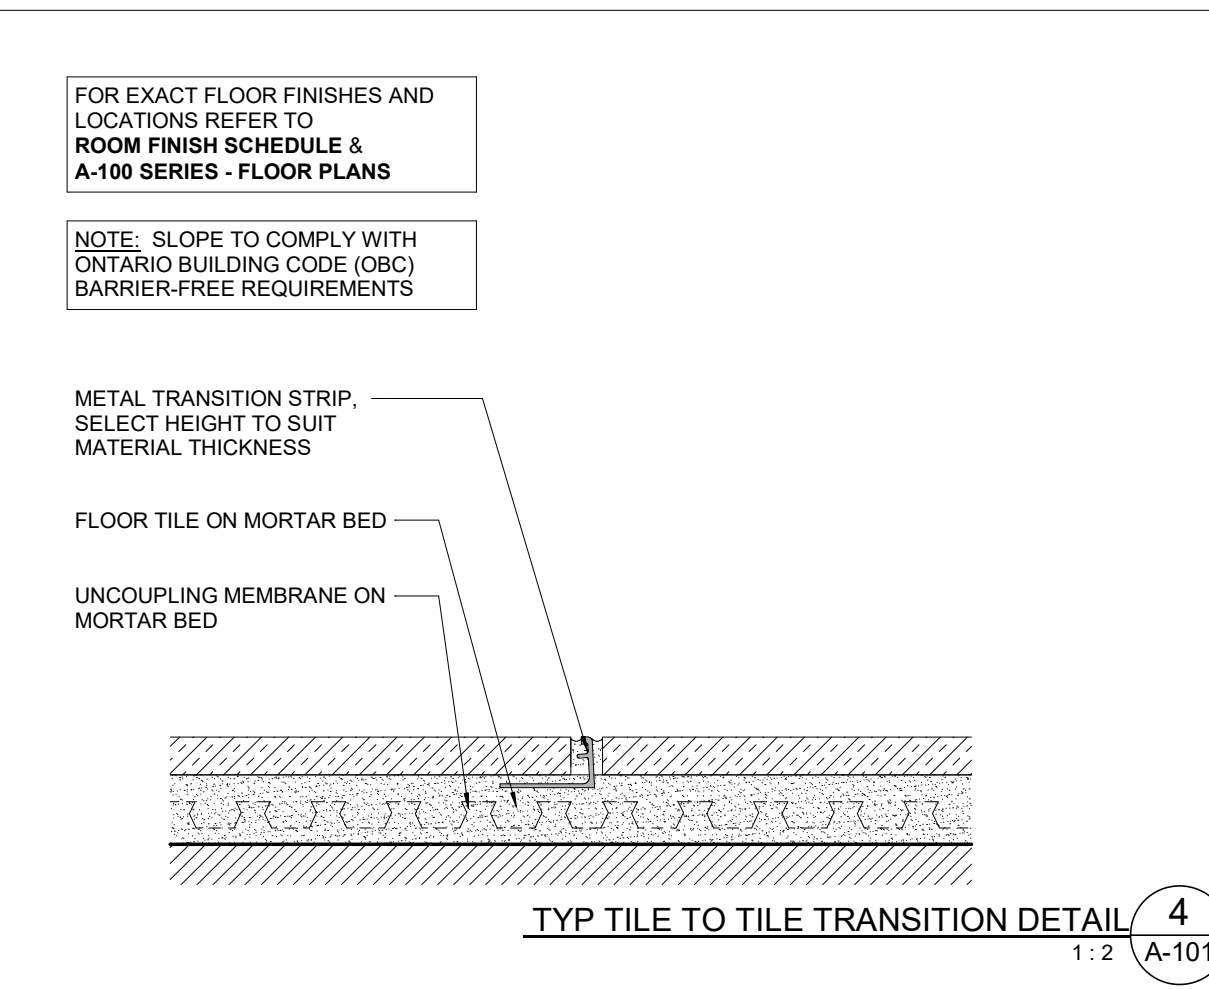 FOR EXACT FLOOR FINISHES AND
LOCATIONS REFER TO
ROOM FINISH SCHEDULE &
A-100 SERIES - FLOOR PLANS
NOTE: SLOPE TO COMPLY WITH
ONTARIO BUILDING CODE (OBC)
BARRIER-FREE REQUIREMENTS
METAL TRANSITION STRIP,
SELECT HEIGHT TO SUIT
MATERIAL THICKNESS
FLOOR TILE ON MORTAR BED
UNCOUPLING MEMBRANE ON
MORTAR BED
TYP TILE TO TILE TRANSITION DETAIL
1 : 2
4
A-101